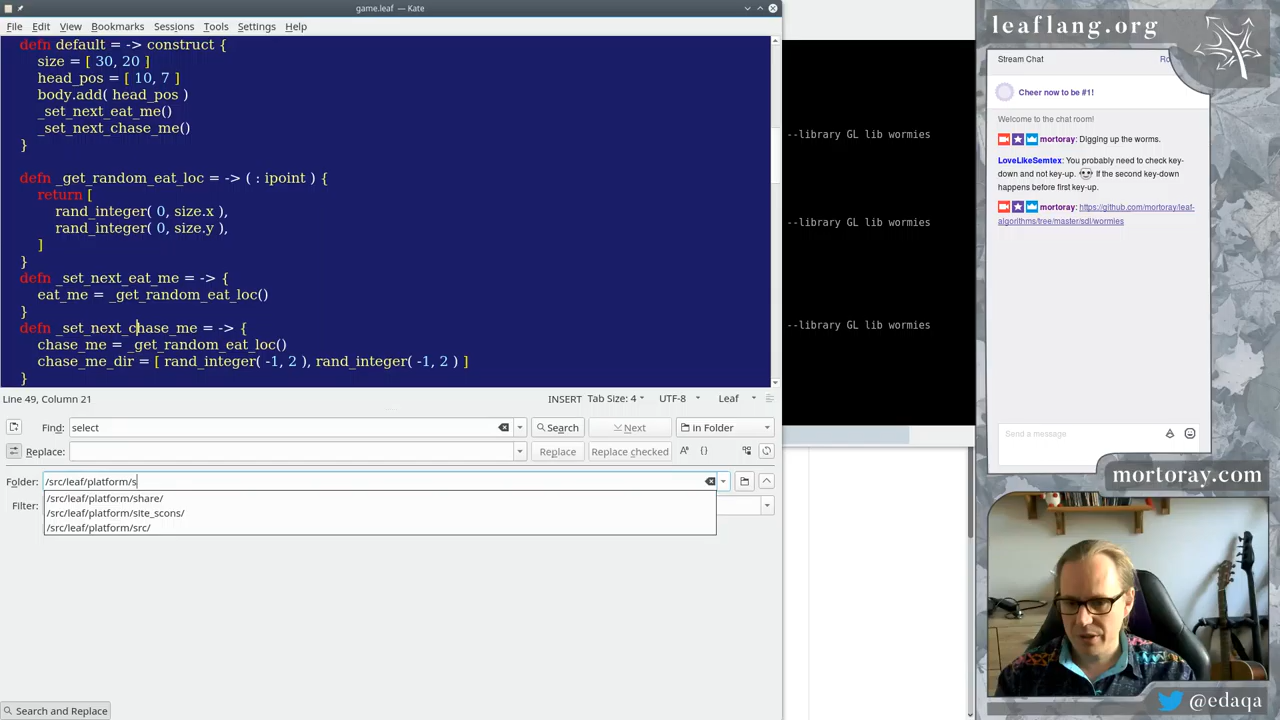 game.leaf — Kate
File Edit View Bookmarks Sessions Tools Settings Help
defn default = -> construct {
size = [ 30, 20 ]
head_pos = [ 10, 7 ]
body.add( head_pos )
_set_next_eat_me()
_set_next_chase_me()
}
defn _get_random_eat_loc = -> ( : ipoint ) {
return [
rand_integer( 0, size.x ),
rand_integer( 0, size.y ),
]
}
defn _set_next_eat_me = -> {
eat_me = _get_random_eat_loc()
}
defn _set_next_chase_me = -> {
chase_me = _get_random_eat_loc()
chase_me_dir = [ rand_integer( -1, 2 ), rand_integer( -1, 2 ) ]
}
Line 49, Column 21 INSERT Tab Size: 4 UTF-8 Leaf
Find: select Search Next in Folder
Replace: Replace Replace checked
Folder: /src/leaf/platform/s
/src/leaf/platform/share/
/src/leaf/platform/site_scons/
/src/leaf/platform/src/
Filter:
Search and Replace
--library GL lib wormies
--library GL lib wormies
--library GL lib wormies
leaflang.org
Stream Chat Ro
Cheer now to be #1!
Welcome to the chat room!
mortoray: Digging up the worms.
LoveLikeSemtex: You probably need to check key-
down and not key-up. If the second key-down
happens before first key-up.
mortoray: https://github.com/mortoray/leaf-
algorithms/tree/master/sdl/wormies
Send a message
mortoray.com
@edaqa